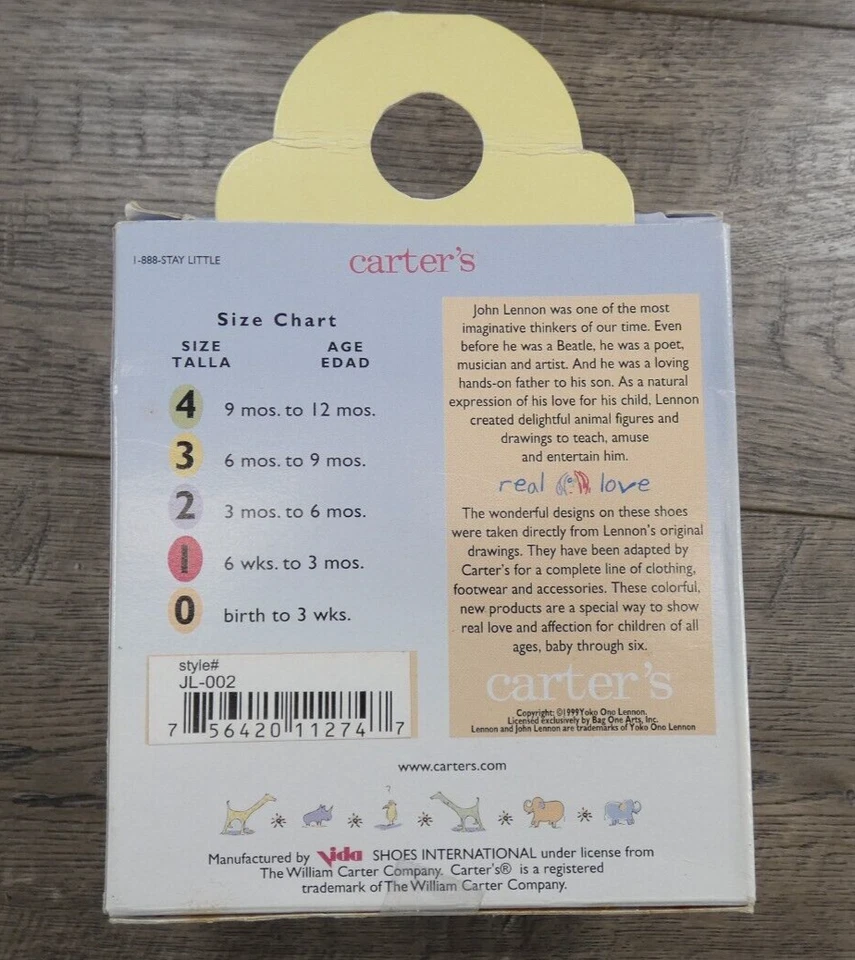 1-888-STAY LITTLE
carter's
Size Chart
SIZE AGE
TALLA EDAD
4 9 mos. to 12 mos.
3 6 mos. to 9 mos.
2 3 mos. to 6 mos.
1 6 wks. to 3 mos.
0 birth to 3 wks.
style#
JL-002
7 56420 11274 7
John Lennon was one of the most
imaginative thinkers of our time. Even
before he was a Beatle, he was a poet,
musician and artist. And he was a loving
hands-on father to his son. As a natural
expression of his love for his child, Lennon
created delightful animal figures and
drawings to teach, amuse
and entertain him.
real love
The wonderful designs on these shoes
were taken directly from Lennon's original
drawings. They have been adapted by
Carter's for a complete line of clothing,
footwear and accessories. These colorful,
new products are a special way to show
real love and affection for children of all
ages, baby through six.
carter's
Copyright: ©1999Yoko Ono Lennon.
Licensed exclusively by Bag One Arts, Inc.
Lennon and John Lennon are trademarks of Yoko Ono Lennon
www.carters.com
?
Manufactured by Vida SHOES INTERNATIONAL under license from
The William Carter Company. Carter's® is a registered
trademark of The William Carter Company.